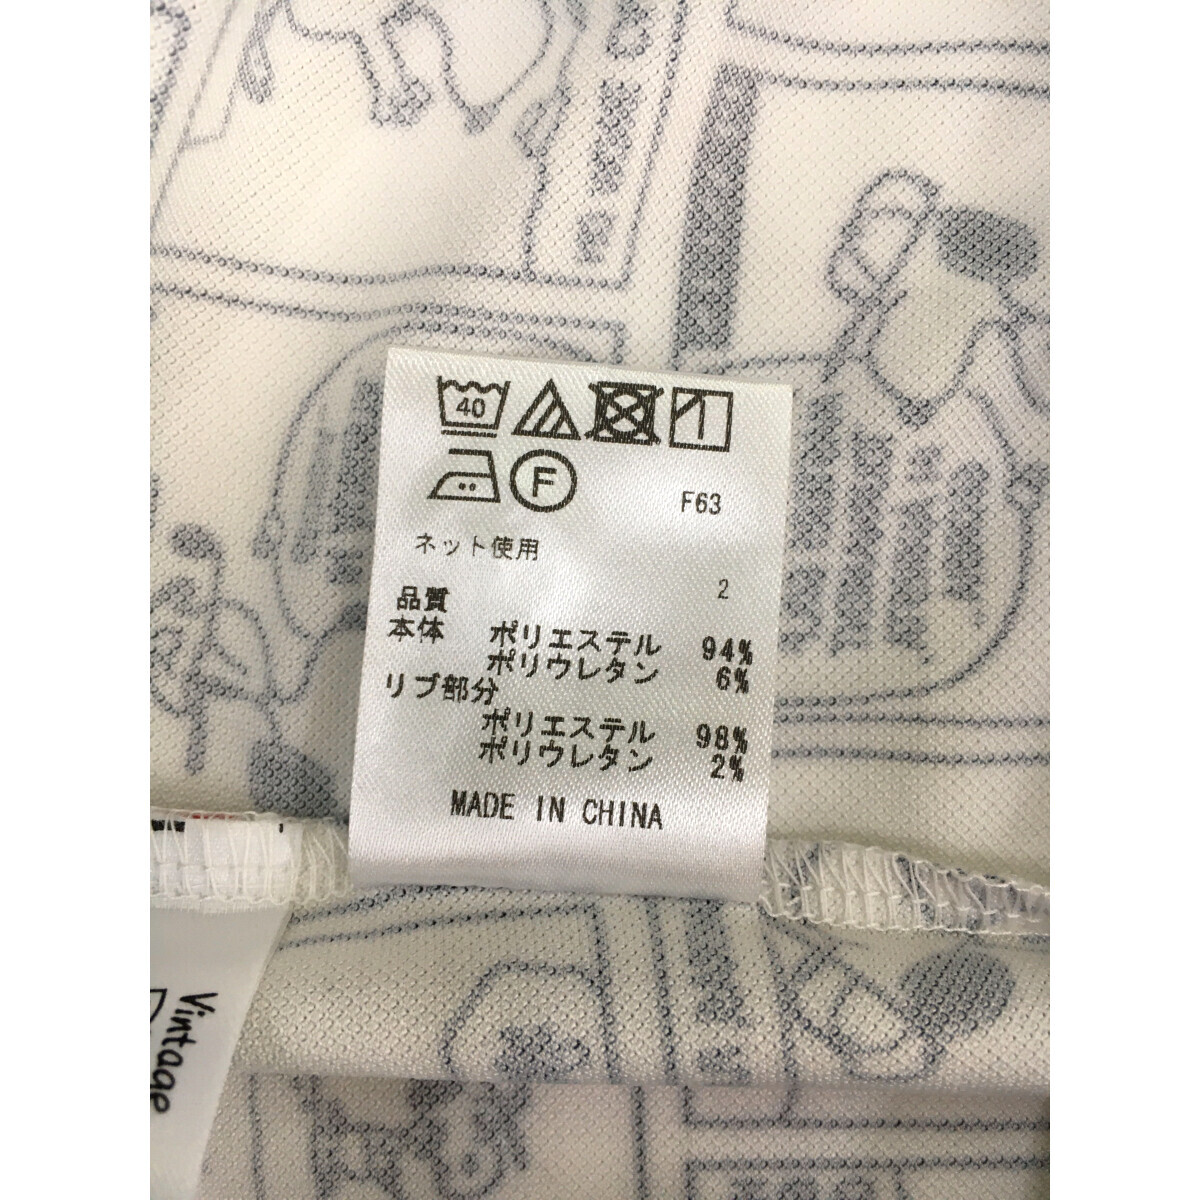 40
F
F63
ネット使用
2
品質
本体 ポリエステル 94%
ポリウレタン 6%
リブ部分
ポリエステル 98%
ポリウレタン 2%
MADE IN CHINA
Vintage